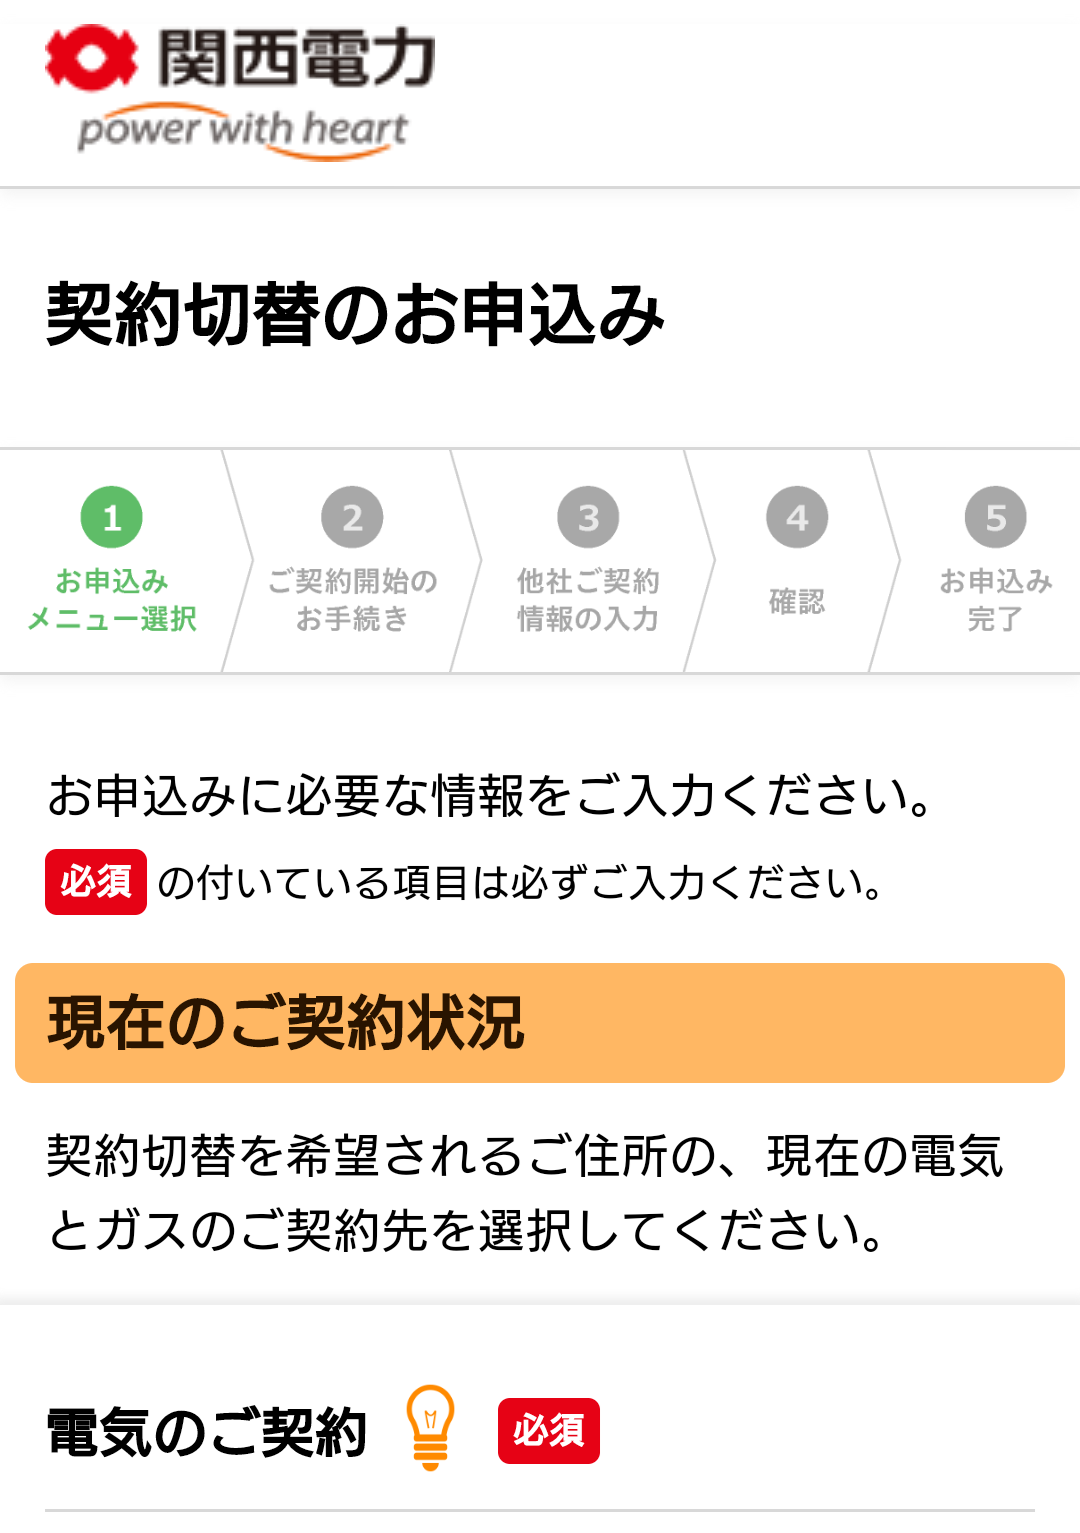 関西電力
power with heart
契約切替のお申込み
1
お申込み
メニュー選択
2
ご契約開始の
お手続き
3
他社ご契約
情報の入力
4
確認
5
お申込み
完了
お申込みに必要な情報をご入力ください。
必須 の付いている項目は必ずご入力ください。
現在のご契約状況
契約切替を希望されるご住所の、現在の電気
とガスのご契約先を選択してください。
電気のご契約 必須